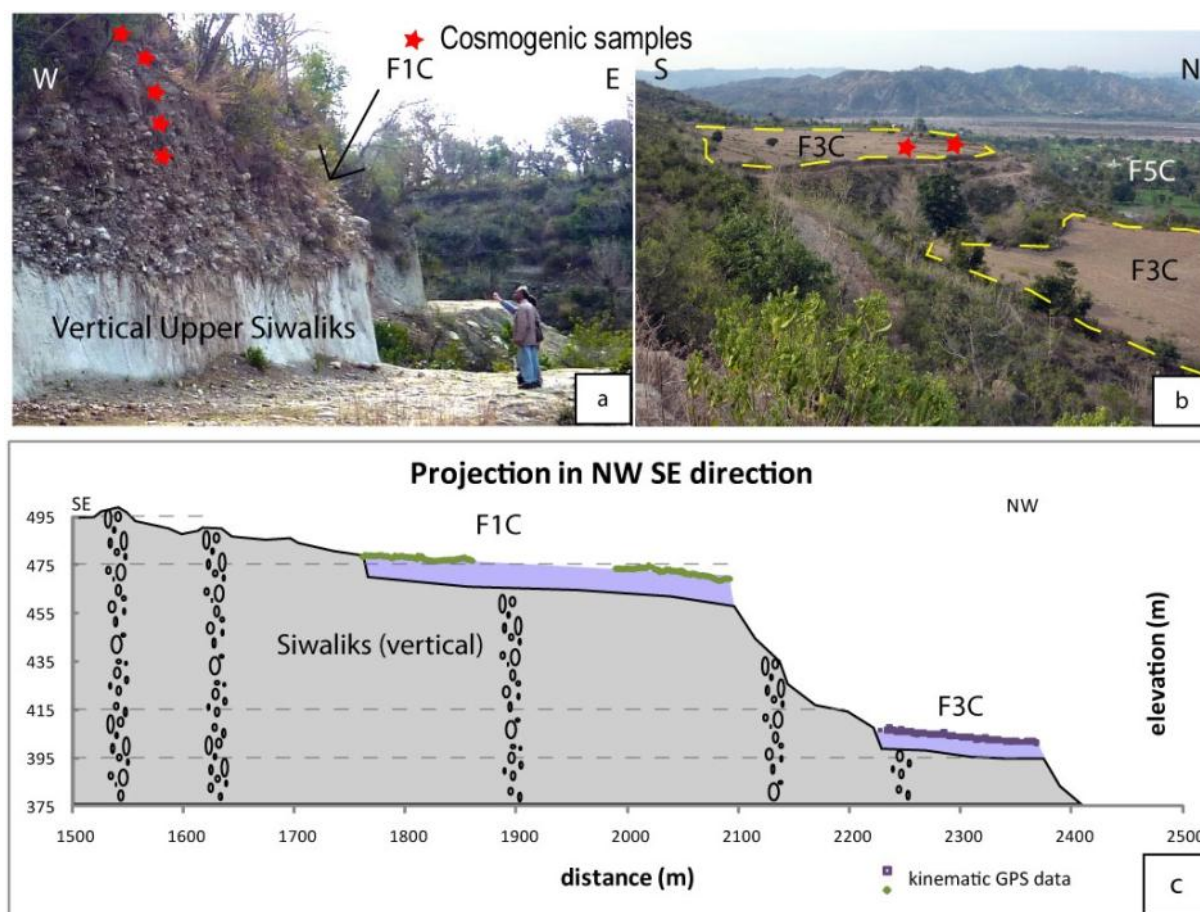 Cosmogenic samples
W
F1C
E
Vertical Upper Siwaliks
a
S
N
F3C
F5C
F3C
b
Projection in NW SE direction
SE
NW
F1C
Siwaliks (vertical)
F3C
495
475
455
435
415
395
375
1500 1600 1700 1800 1900 2000 2100 2200 2300 2400 2500
distance (m)
elevation (m)
kinematic GPS data
c